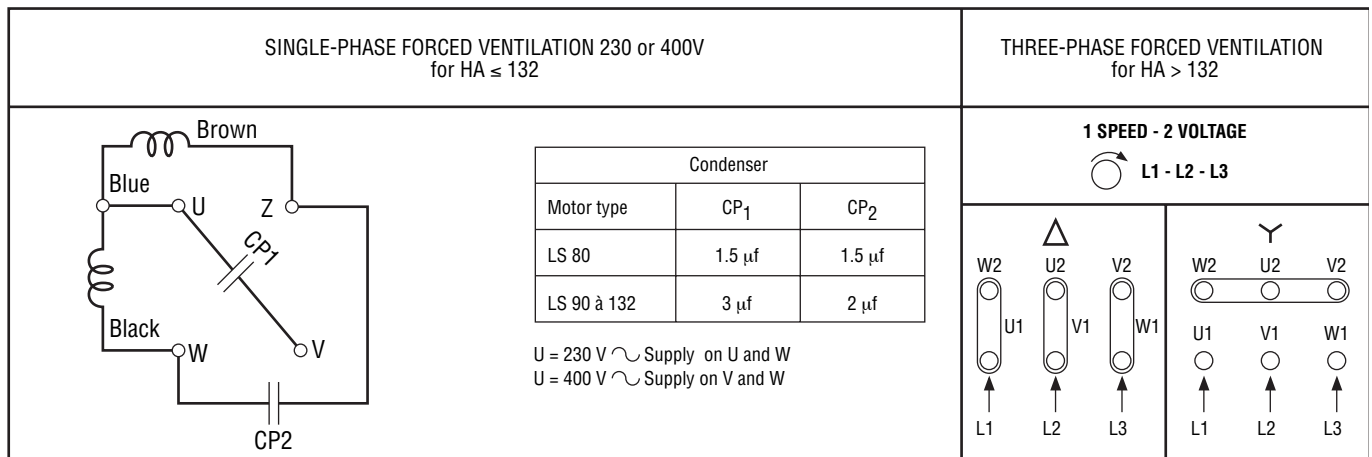 SINGLE-PHASE FORCED VENTILATION 230 or 400V
for HA ≤ 132
THREE-PHASE FORCED VENTILATION
for HA > 132
Brown
Blue
U
Z
CP1
Black
W
V
CP2
Condenser
Motor type CP1 CP2
LS 80 1.5 µf 1.5 µf
LS 90 à 132 3 µf 2 µf
U = 230 V Supply on U and W
U = 400 V Supply on V and W
1 SPEED - 2 VOLTAGE
L1 - L2 - L3
W2 U2 V2
U1 V1 W1
L1 L2 L3
W2 U2 V2
U1 V1 W1
L1 L2 L3